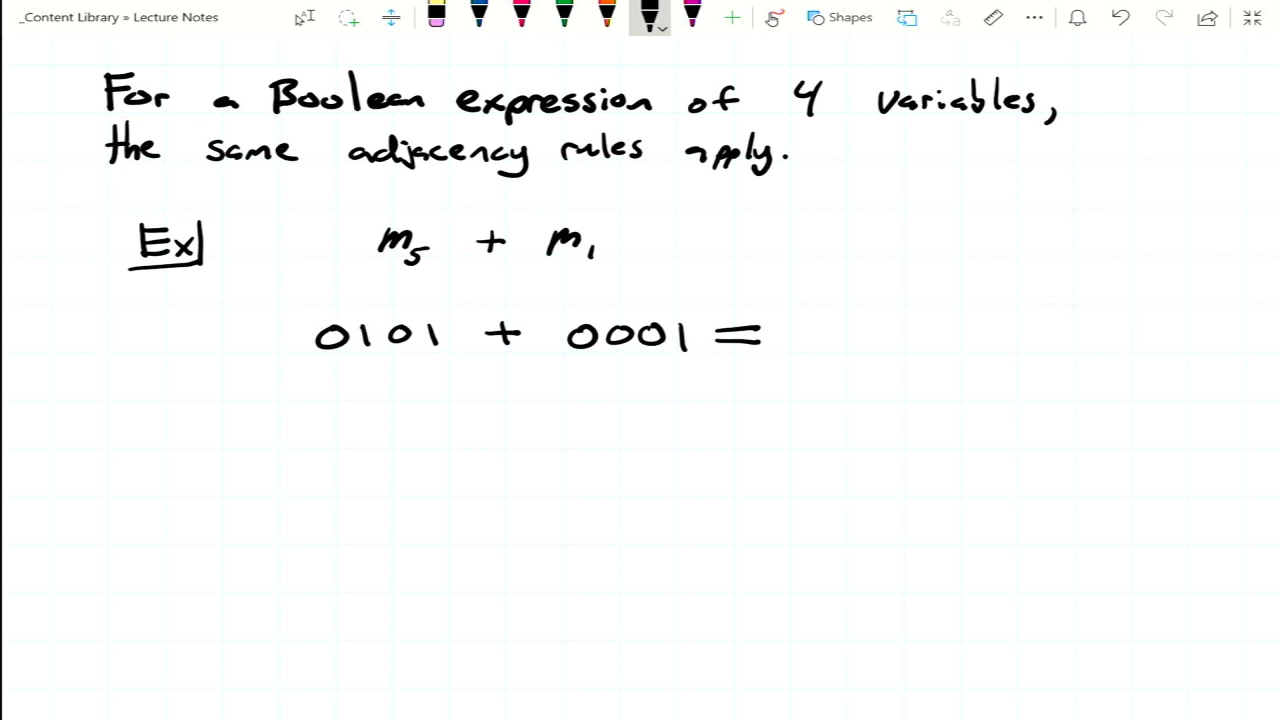 _Content Library » Lecture Notes
Shapes
For a Boolean expression of 4 variables,
the same adjacency rules apply.
Ex m₅ + m₁
0101 + 0001 =